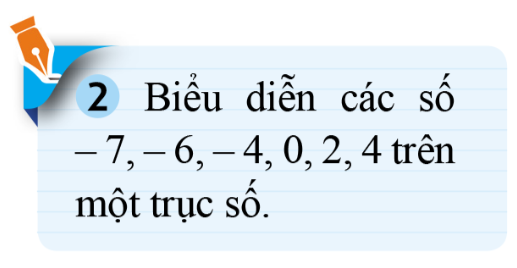 2 Biểu diễn các số
– 7, – 6, – 4, 0, 2, 4 trên
một trục số.